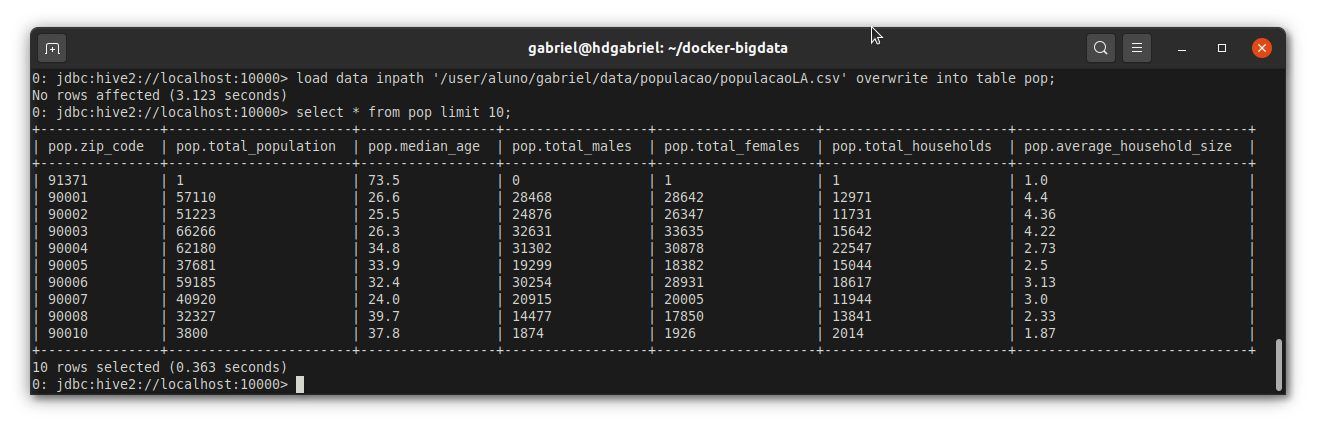 gabriel@hdgabriel: ~/docker-bigdata
0: jdbc:hive2://localhost:10000> load data inpath '/user/aluno/gabriel/data/populacao/populacaoLA.csv' overwrite into table pop;
No rows affected (3.123 seconds)
0: jdbc:hive2://localhost:10000> select * from pop limit 10;
+---------------+-----------------------+-----------------+------------------+--------------------+-----------------------+-----------------------------+
| pop.zip_code  | pop.total_population  | pop.median_age  | pop.total_males  | pop.total_females  | pop.total_households  | pop.average_household_size  |
+---------------+-----------------------+-----------------+------------------+--------------------+-----------------------+-----------------------------+
| 91371         | 1                     | 73.5            | 0                | 1                  | 1                     | 1.0                         |
| 90001         | 57110                 | 26.6            | 28468            | 28642              | 12971                 | 4.4                         |
| 90002         | 51223                 | 25.5            | 24876            | 26347              | 11731                 | 4.36                        |
| 90003         | 66266                 | 26.3            | 32631            | 33635              | 15642                 | 4.22                        |
| 90004         | 62180                 | 34.8            | 31302            | 30878              | 22547                 | 2.73                        |
| 90005         | 37681                 | 33.9            | 19299            | 18382              | 15044                 | 2.5                         |
| 90006         | 59185                 | 32.4            | 30254            | 28931              | 18617                 | 3.13                        |
| 90007         | 40920                 | 24.0            | 20915            | 20005              | 11944                 | 3.0                         |
| 90008         | 32327                 | 39.7            | 14477            | 17850              | 13841                 | 2.33                        |
| 90010         | 3800                  | 37.8            | 1874             | 1926               | 2014                  | 1.87                        |
+---------------+-----------------------+-----------------+------------------+--------------------+-----------------------+-----------------------------+
10 rows selected (0.363 seconds)
0: jdbc:hive2://localhost:10000>